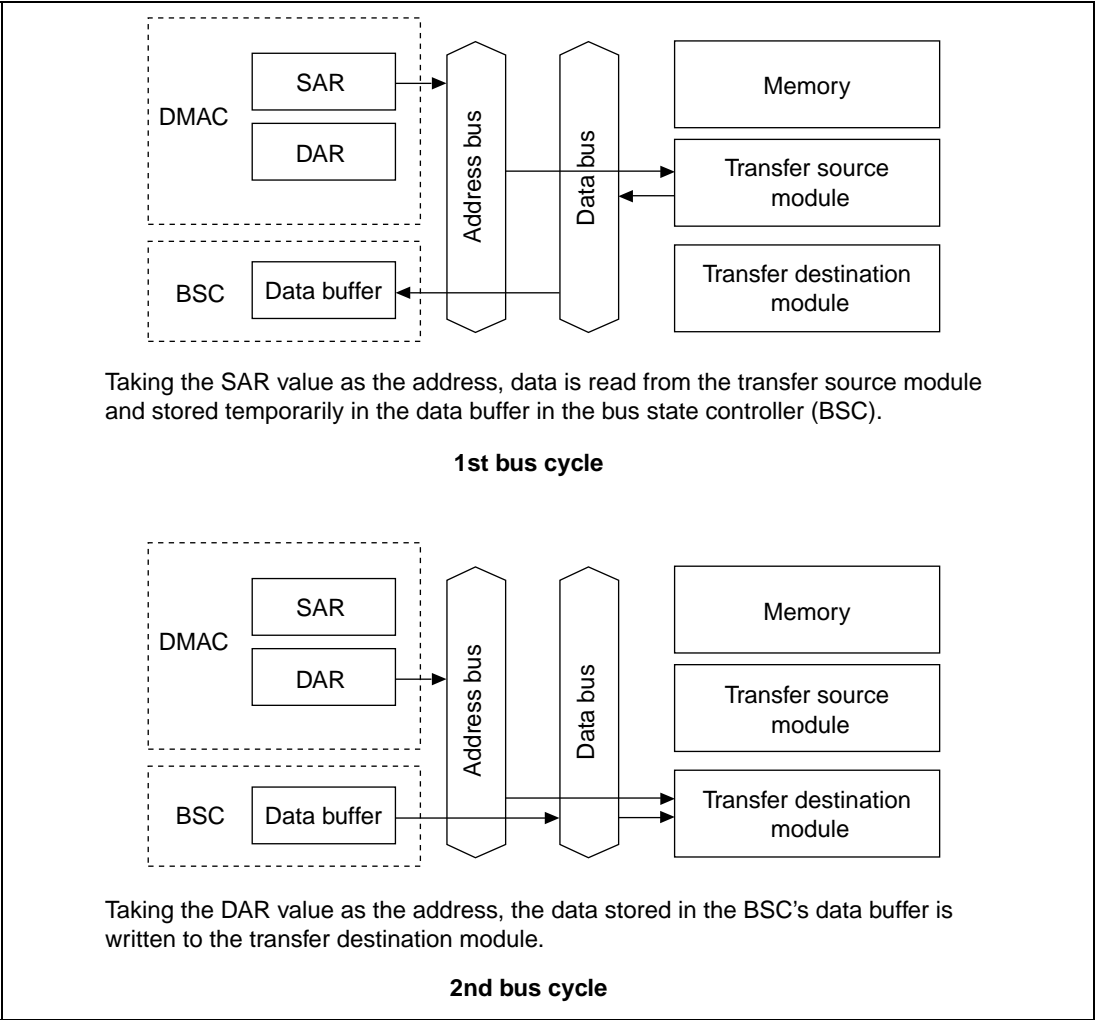 SAR
DMAC
DAR
Address bus
Data bus
Memory
Transfer source
module
BSC
Data buffer
Transfer destination
module
Taking the SAR value as the address, data is read from the transfer source module
and stored temporarily in the data buffer in the bus state controller (BSC).
1st bus cycle
SAR
DMAC
DAR
Address bus
Data bus
Memory
Transfer source
module
BSC
Data buffer
Transfer destination
module
Taking the DAR value as the address, the data stored in the BSC’s data buffer is
written to the transfer destination module.
2nd bus cycle